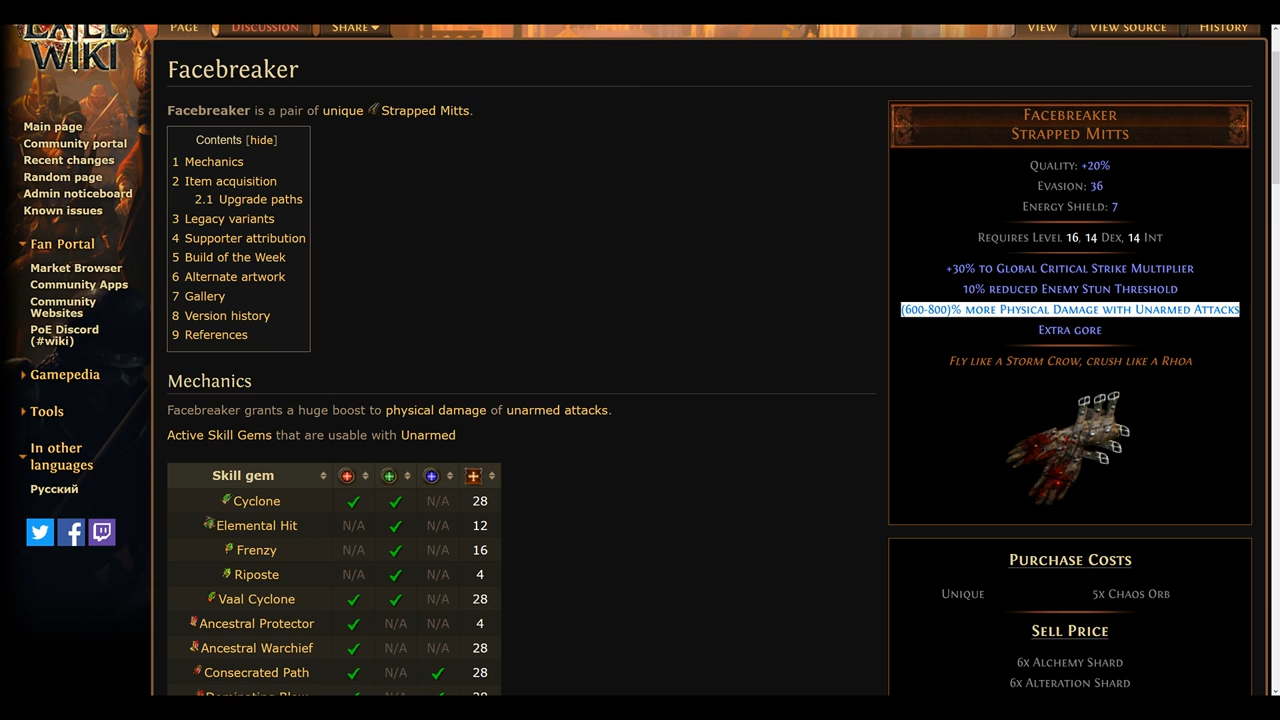 EXILE
WIKI
PAGE
DISCUSSION
SHARE
VIEW
VIEW SOURCE
HISTORY
Main page
Community portal
Recent changes
Random page
Admin noticeboard
Known issues
Fan Portal
Market Browser
Community Apps
Community
Websites
PoE Discord
(#wiki)
Gamepedia
Tools
In other
languages
Русский
Facebreaker
Facebreaker is a pair of unique Strapped Mitts.
Contents [hide]
1 Mechanics
2 Item acquisition
2.1 Upgrade paths
3 Legacy variants
4 Supporter attribution
5 Build of the Week
6 Alternate artwork
7 Gallery
8 Version history
9 References
Mechanics
Facebreaker grants a huge boost to physical damage of unarmed attacks.
Active Skill Gems that are usable with Unarmed
Skill gem
Cyclone N/A 28
Elemental Hit N/A N/A 12
Frenzy N/A N/A 16
Riposte N/A N/A 4
Vaal Cyclone N/A 28
Ancestral Protector N/A N/A 4
Ancestral Warchief N/A N/A 28
Consecrated Path N/A 28
Dominating Blow N/A 28
FACEBREAKER
STRAPPED MITTS
QUALITY: +20%
EVASION: 36
ENERGY SHIELD: 7
REQUIRES LEVEL 16, 14 DEX, 14 INT
+30% TO GLOBAL CRITICAL STRIKE MULTIPLIER
10% REDUCED ENEMY STUN THRESHOLD
(600-800)% MORE PHYSICAL DAMAGE WITH UNARMED ATTACKS
EXTRA GORE
FLY LIKE A STORM CROW, CRUSH LIKE A RHOA
PURCHASE COSTS
UNIQUE 5X CHAOS ORB
SELL PRICE
6X ALCHEMY SHARD
6X ALTERATION SHARD